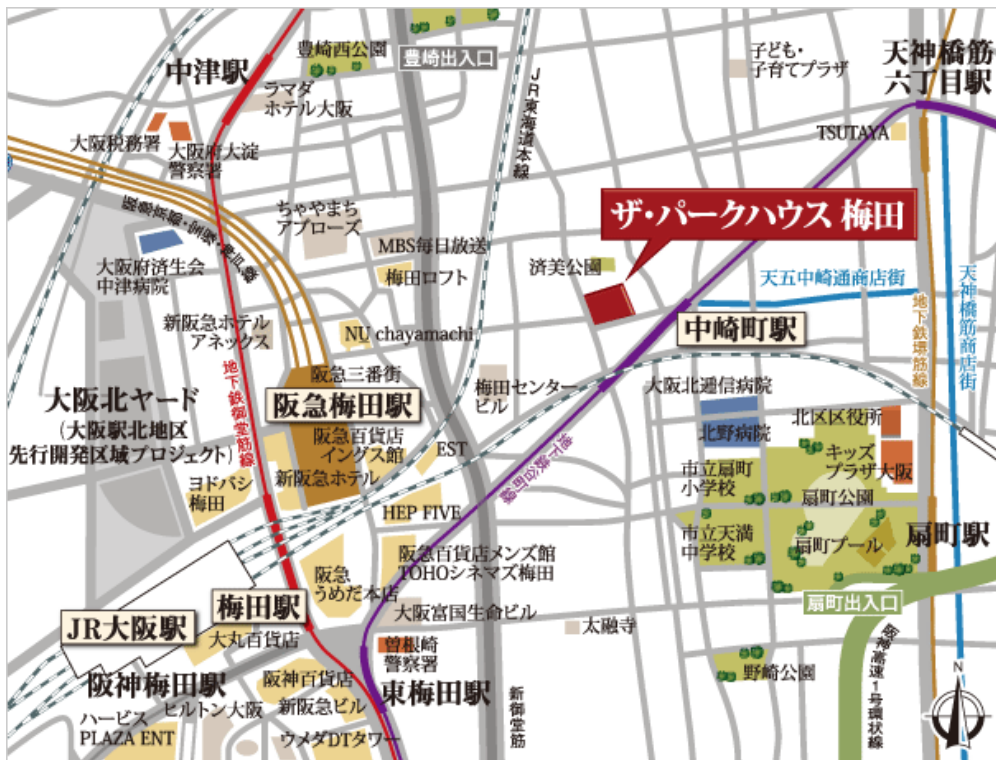 豊崎西公園
豊崎出入口
中津駅
ラマダ
ホテル大阪
JR東海道本線
子ども・
子育てプラザ
天神橋筋
六丁目駅
TSUTAYA
大阪税務署
大阪府大淀
警察署
阪急京都・宝塚・神戸線
ちゃやまち
アプローズ
MBS毎日放送
梅田ロフト
ザ・パークハウス 梅田
済美公園
天五中崎通商店街
大阪府済生会
中津病院
新阪急ホテル
アネックス
NU chayamachi
中崎町駅
地下鉄堺筋線
天神橋筋商店街
地下鉄御堂筋線
阪急三番街
阪急梅田駅
梅田センター
ビル
大阪北逓信病院
北野病院
北区区役所
大阪北ヤード
(大阪駅北地区
先行開発区域プロジェクト)
阪急百貨店
イングス館
EST
地下鉄谷町線
キッズ
プラザ大阪
市立扇町
小学校
扇町公園
ヨドバシ
梅田
新阪急ホテル
HEP FIVE
市立天満
中学校
扇町プール
扇町駅
阪急百貨店メンズ館
TOHOシネマズ梅田
阪急
うめだ本店
扇町出入口
梅田駅
JR大阪駅
大阪富国生命ビル
太融寺
大丸百貨店
曽根崎
警察署
阪神高速1号環状線
阪神梅田駅
阪神百貨店
東梅田駅
野崎公園
N
ハービス
PLAZA ENT
ヒルトン大阪
新阪急ビル
新御堂筋
ウメダDTタワー